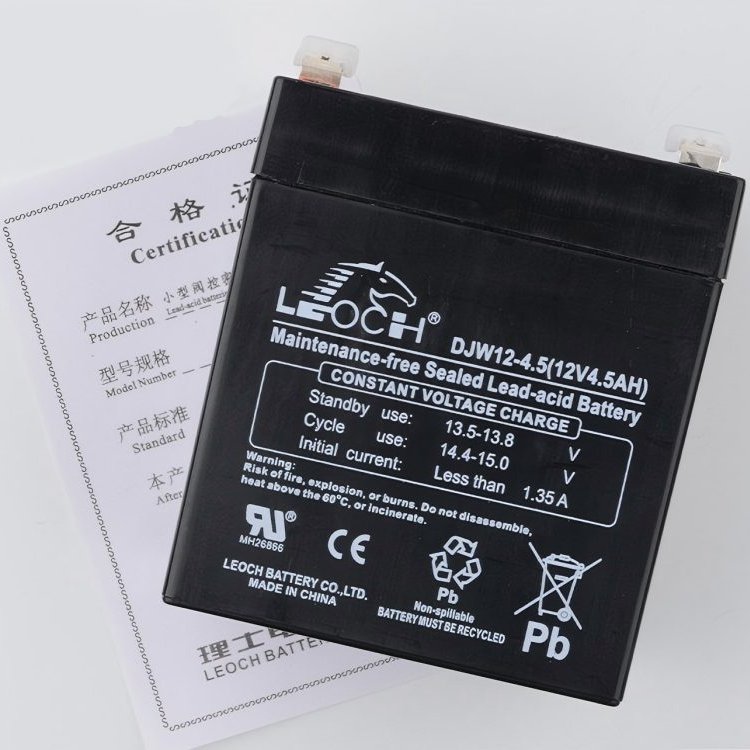 合格证
Certification
产品名称 小型阀控密
Production Lead-acid batterie
型号规格
Model Number
产品标准
Standard
本产
After
理士电
LEOCH BATTER
LEOCH®
DJW12-4.5(12V4.5AH)
Maintenance-free Sealed Lead-acid Battery
CONSTANT VOLTAGE CHARGE
Standby use: 13.5-13.8 V
Cycle use: 14.4-15.0 V
Initial current: Less than 1.35 A
Warning:
Risk of fire, explosion, or burns. Do not disassemble,
heat above the 60°C, or incinerate.
MH26866
CE
LEOCH BATTERY CO.,LTD.
MADE IN CHINA
Pb
Non-spillable
BATTERY MUST BE RECYCLED
Pb